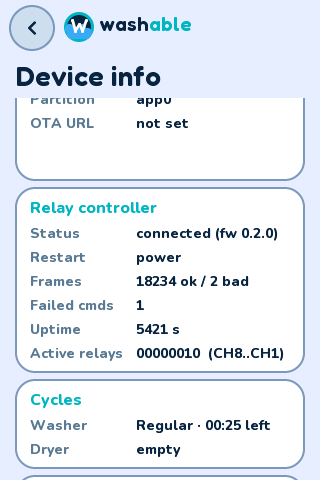 washable
Device info
Partition app0
OTA URL not set
Relay controller
Status connected (fw 0.2.0)
Restart power
Frames 18234 ok / 2 bad
Failed cmds 1
Uptime 5421 s
Active relays 00000010 (CH8..CH1)
Cycles
Washer Regular · 00:25 left
Dryer empty